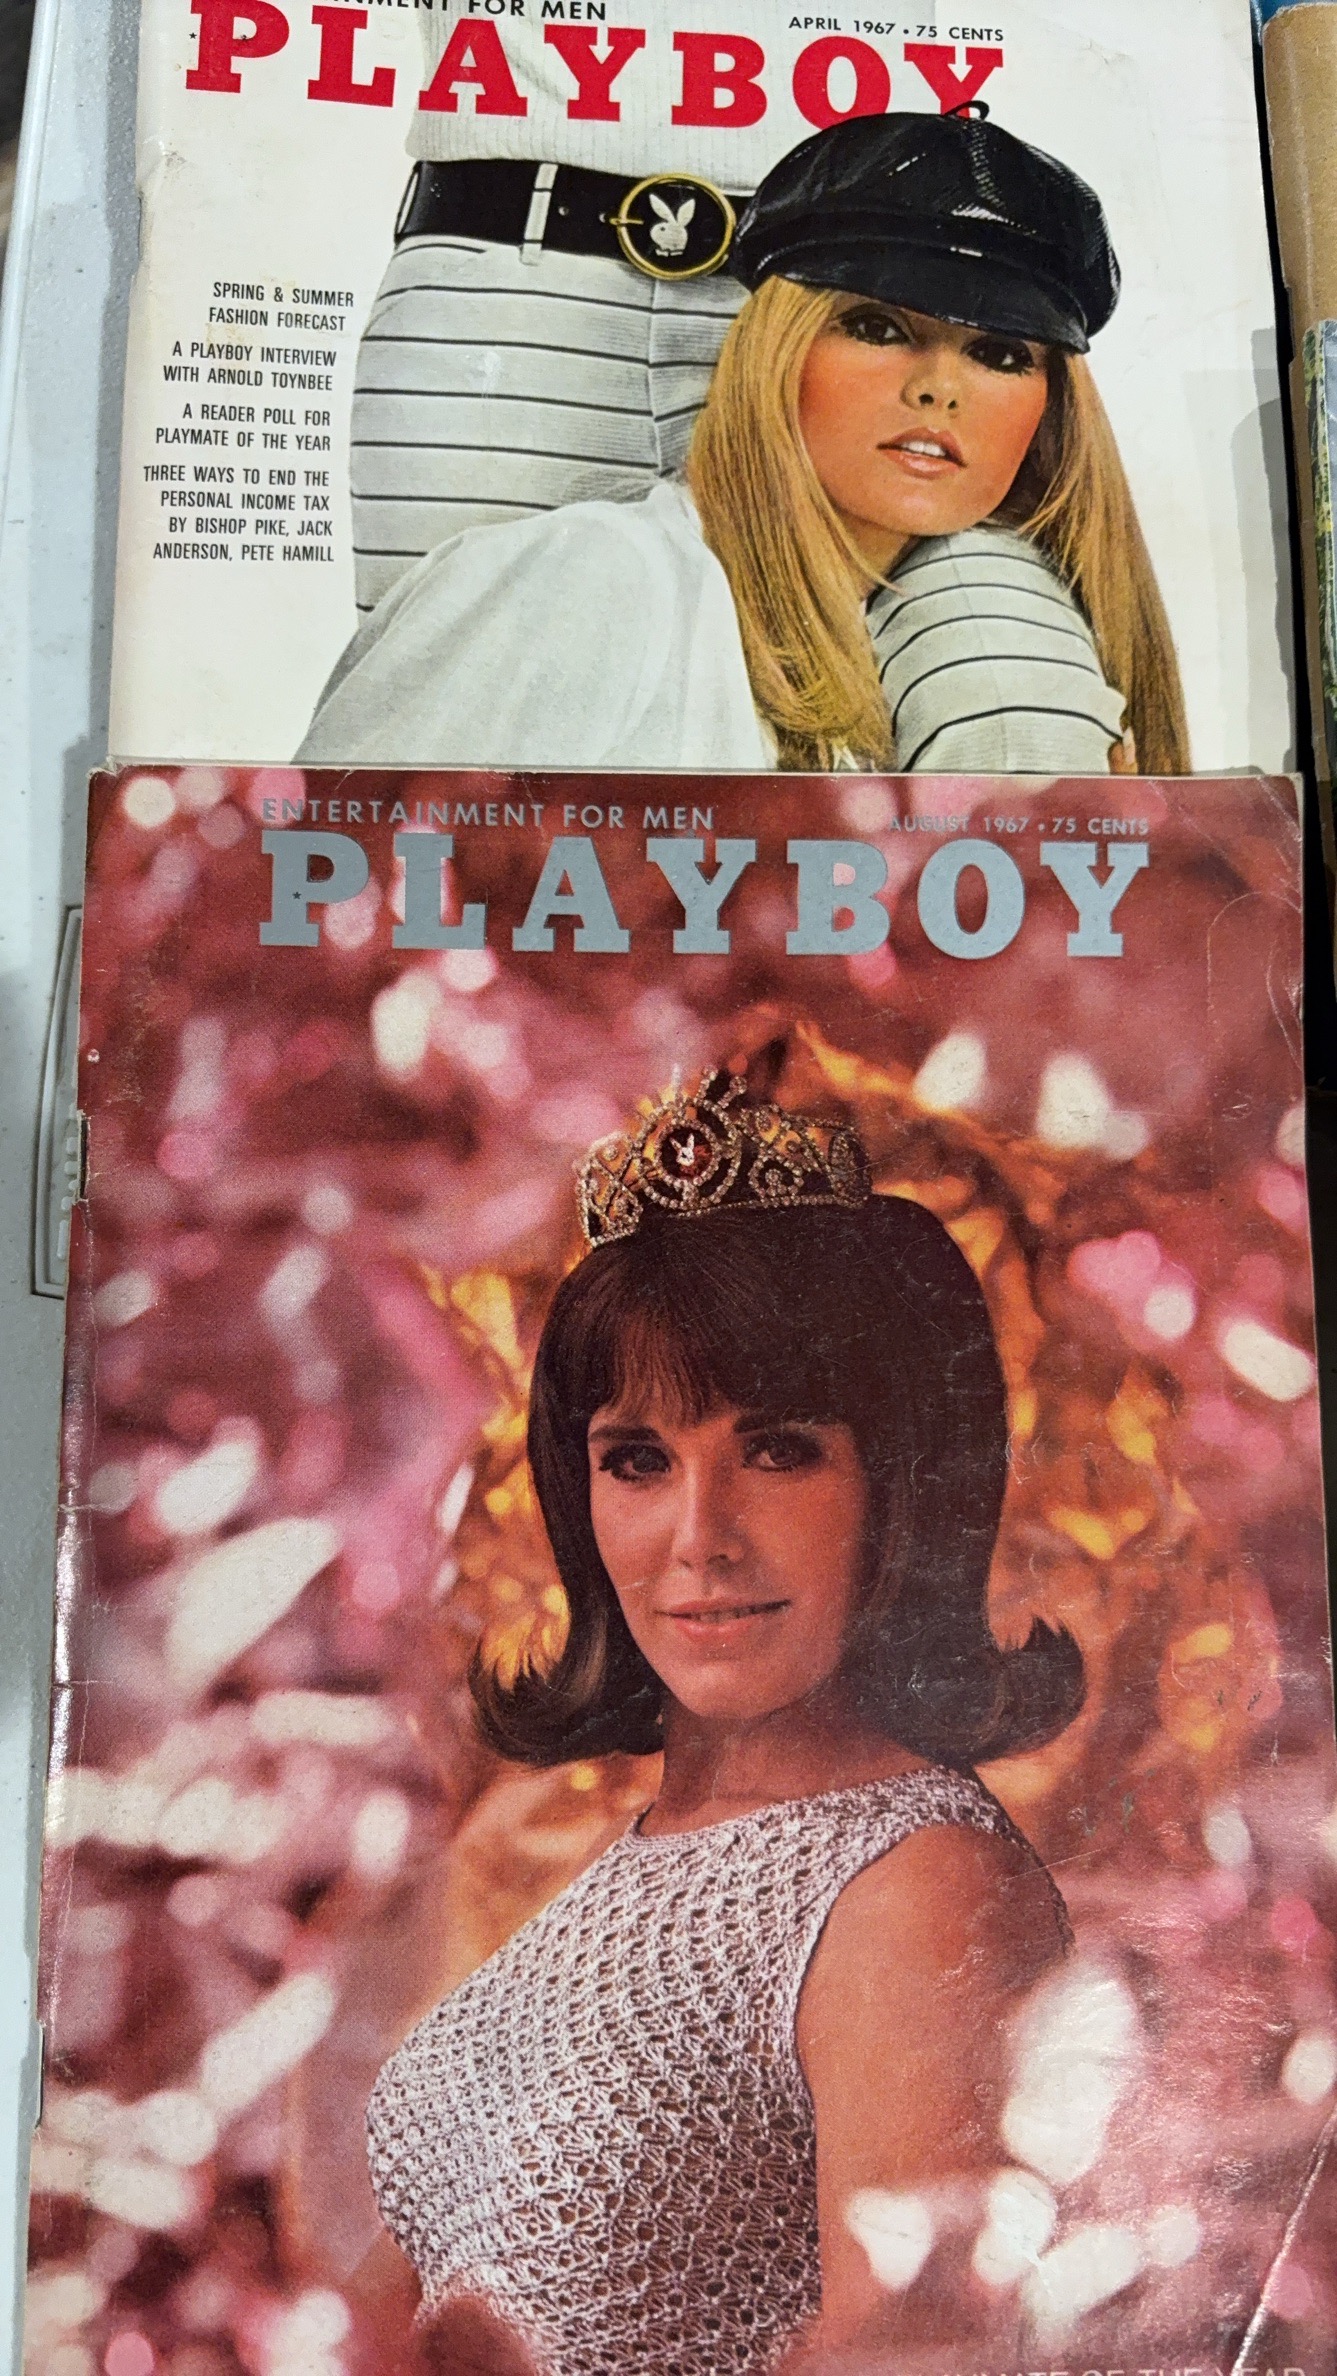 FOR MEN
APRIL 1967 • 75 CENTS
PLAYBOY
SPRING & SUMMER
FASHION FORECAST
A PLAYBOY INTERVIEW
WITH ARNOLD TOYNBEE
A READER POLL FOR
PLAYMATE OF THE YEAR
THREE WAYS TO END THE
PERSONAL INCOME TAX
BY BISHOP PIKE, JACK
ANDERSON, PETE HAMILL
ENTERTAINMENT FOR MEN
AUGUST 1967 • 75 CENTS
PLAYBOY
OF THE